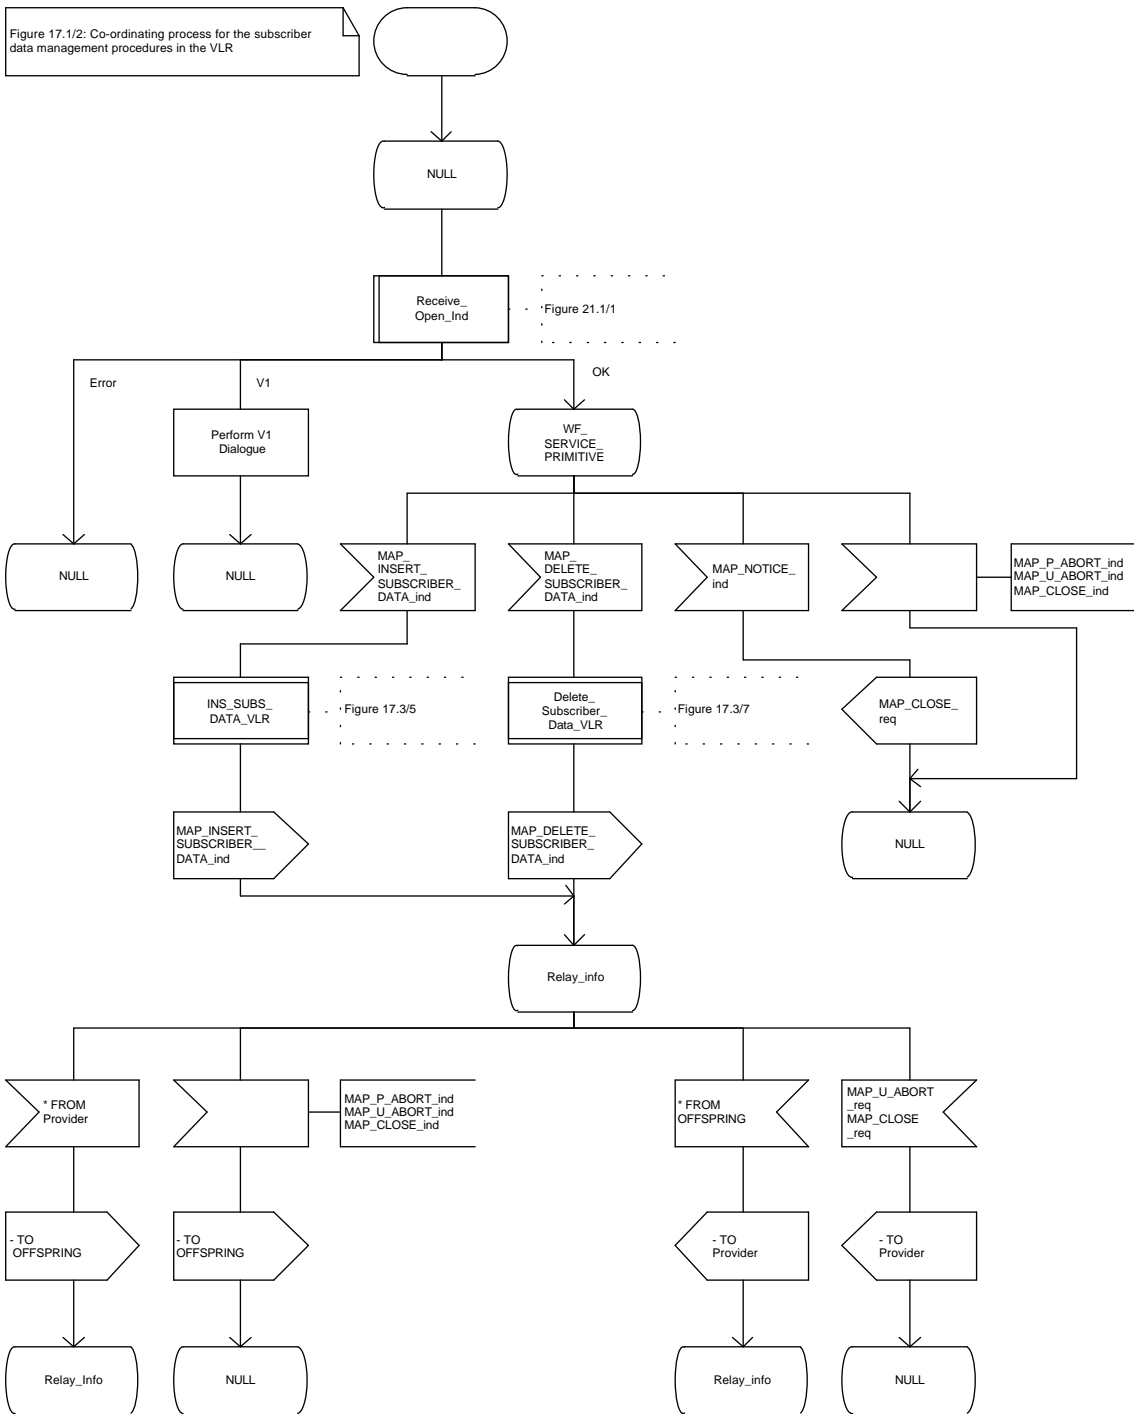 Figure 17.1/2: Co-ordinating process for the subscriber
data management procedures in the VLR
NULL
Receive_
Open_Ind
Figure 21.1/1
Error
V1
OK
Perform V1
Dialogue
WF_
SERVICE_
PRIMITIVE
NULL
NULL
MAP_
INSERT_
SUBSCRIBER_
DATA_ind
MAP_
DELETE_
SUBSCRIBER_
DATA_ind
MAP_NOTICE_
ind
MAP_P_ABORT_ind
MAP_U_ABORT_ind
MAP_CLOSE_ind
INS_SUBS_
DATA_VLR
Figure 17.3/5
Delete_
Subscriber_
Data_VLR
Figure 17.3/7
MAP_CLOSE_
req
MAP_INSERT_
SUBSCRIBER__
DATA_ind
MAP_DELETE_
SUBSCRIBER_
DATA_ind
NULL
Relay_info
* FROM
Provider
MAP_P_ABORT_ind
MAP_U_ABORT_ind
MAP_CLOSE_ind
* FROM
OFFSPRING
MAP_U_ABORT
_req
MAP_CLOSE
_req
- TO
OFFSPRING
- TO
OFFSPRING
- TO
Provider
- TO
Provider
Relay_Info
NULL
Relay_info
NULL